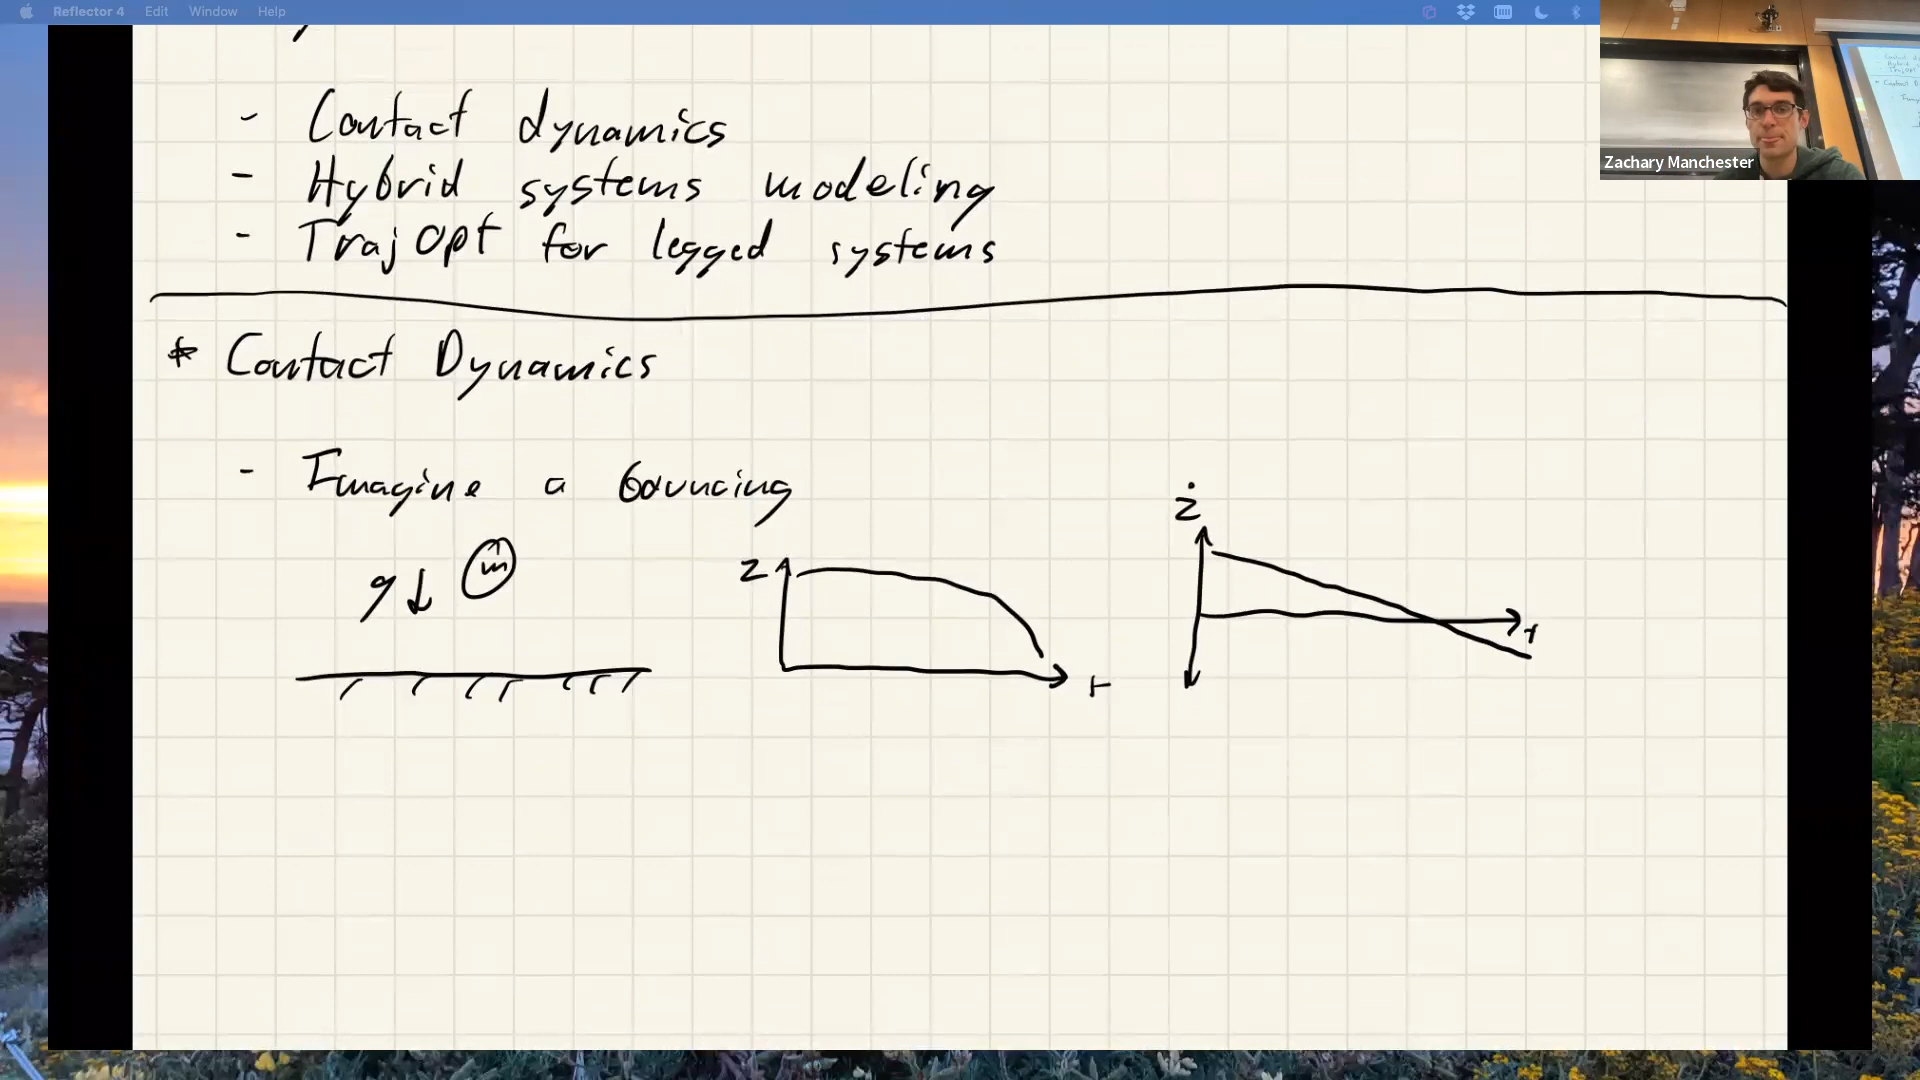 Reflector 4 Edit Window Help
Zachary Manchester
- Contact dynamics
- Hybrid systems modeling
- TrajOpt for legged systems
* Contact Dynamics
- Imagine a bouncing
g m
z t
ż t